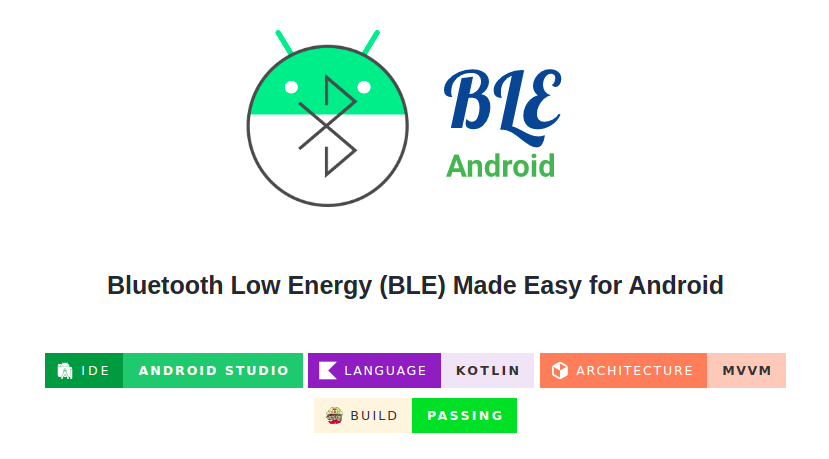 BLE
Android
Bluetooth Low Energy (BLE) Made Easy for Android
IDE ANDROID STUDIO LANGUAGE KOTLIN ARCHITECTURE MVVM
BUILD PASSING